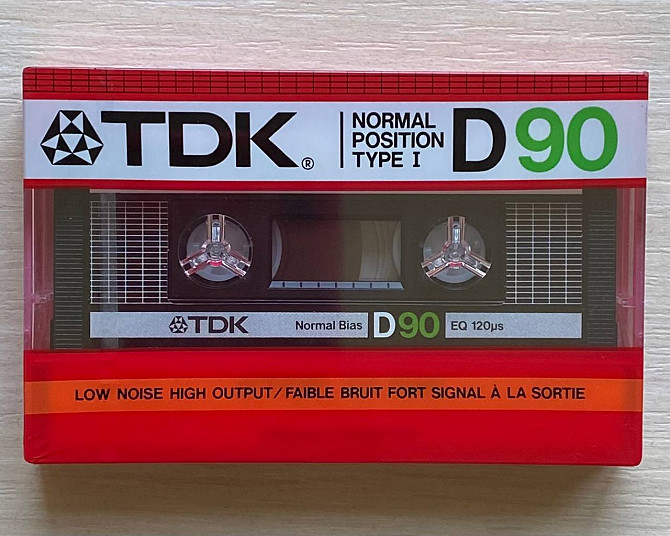 TDK® NORMAL POSITION TYPE I D90
TDK Normal Bias D90 EQ 120µs
LOW NOISE HIGH OUTPUT/FAIBLE BRUIT FORT SIGNAL À LA SORTIE